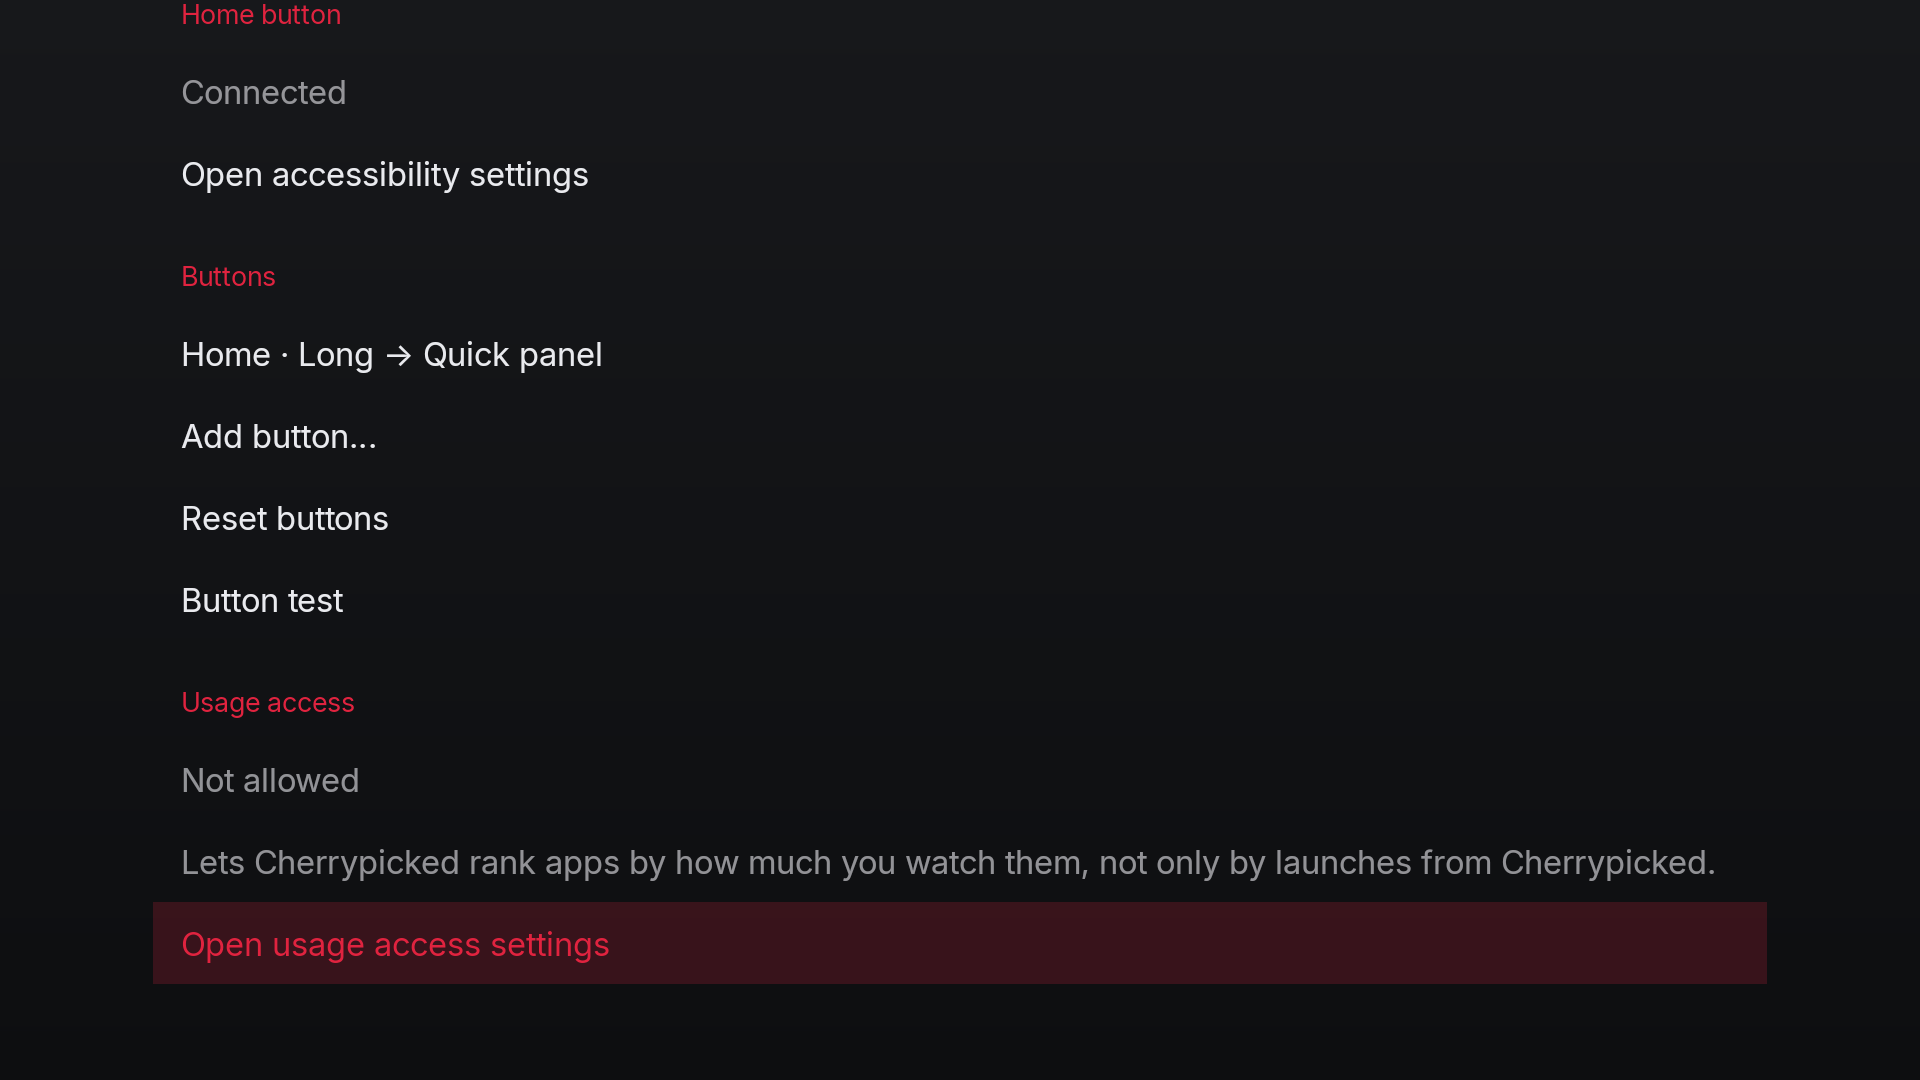 Home button
Connected
Open accessibility settings
Buttons
Home · Long → Quick panel
Add button...
Reset buttons
Button test
Usage access
Not allowed
Lets Cherrypicked rank apps by how much you watch them, not only by launches from Cherrypicked.
Open usage access settings